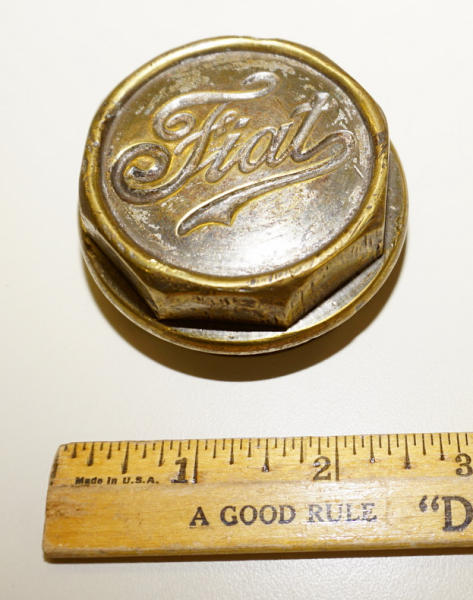 Fiat
1 2 3
Made in U.S.A.
A GOOD RULE "D